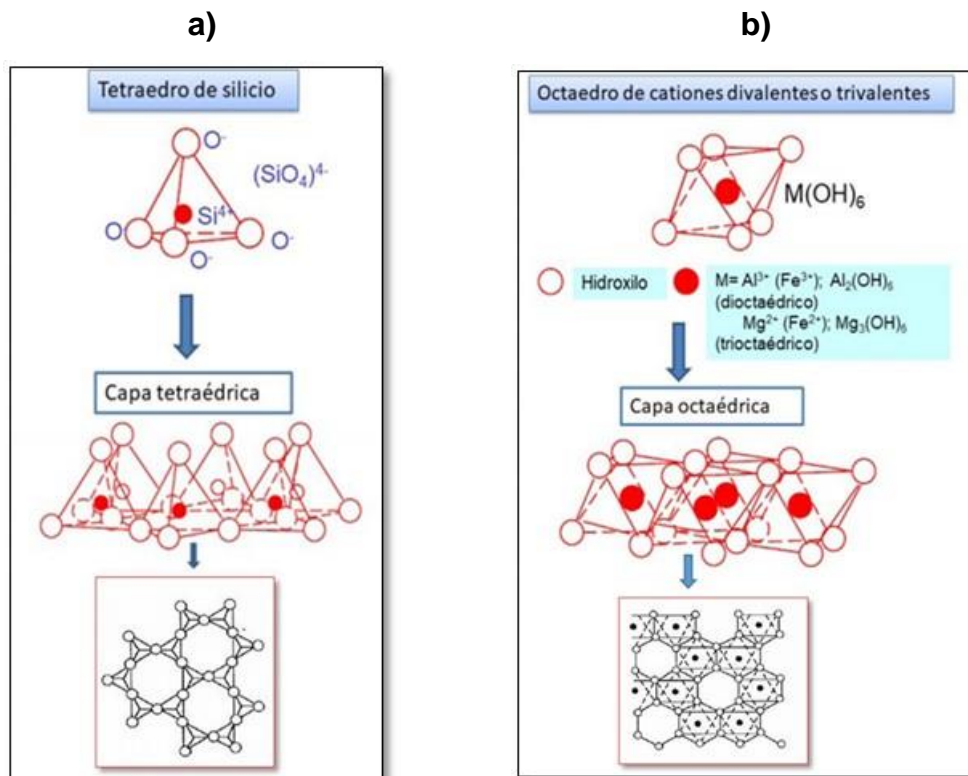 a)
Tetraedro de silicio
O⁻
(SiO₄)⁴⁻
Si⁴⁺
O⁻
O⁻
O⁻
Capa tetraédrica
b)
Octaedro de cationes divalentes o trivalentes
M(OH)₆
Hidroxilo
M= Al³⁺ (Fe³⁺); Al₂(OH)₆
(dioctaédrico)
Mg²⁺ (Fe²⁺); Mg₃(OH)₆
(trioctaédrico)
Capa octaédrica